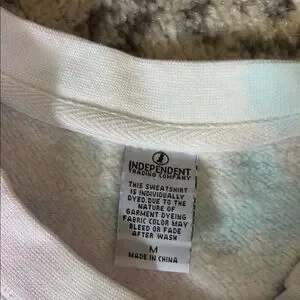 INDEPENDENT
TRADING COMPANY
THIS SWEATSHIRT
IS INDIVIDUALLY
DYED. DUE TO THE
NATURE OF
GARMENT DYEING
FABRIC COLOR MAY
BLEED OR FADE
AFTER WASH
M
MADE IN CHINA